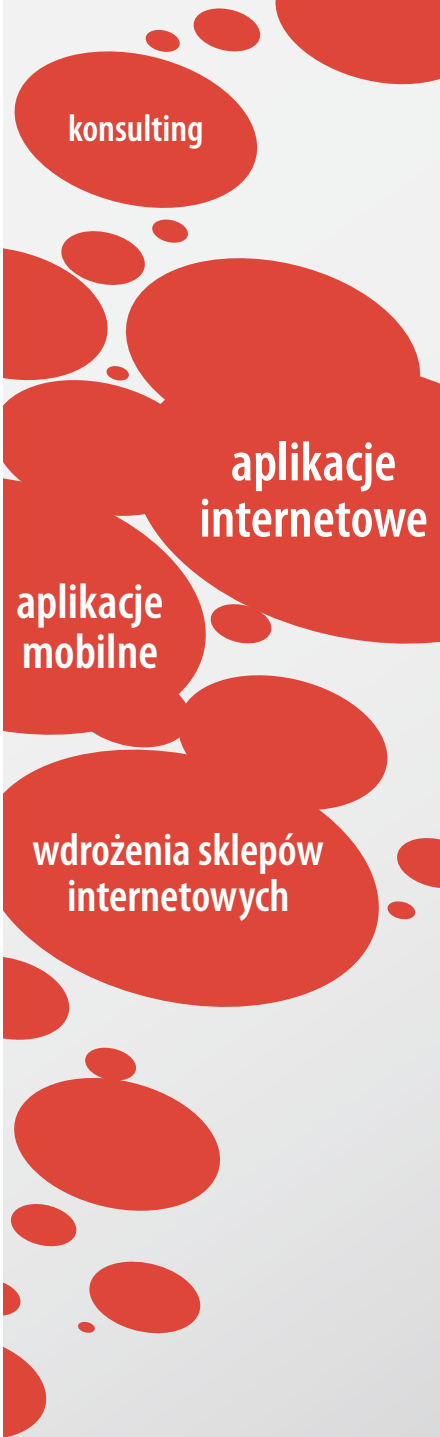 konsulting
aplikacje
internetowe
aplikacje
mobilne
wdrożenia sklepów
internetowych